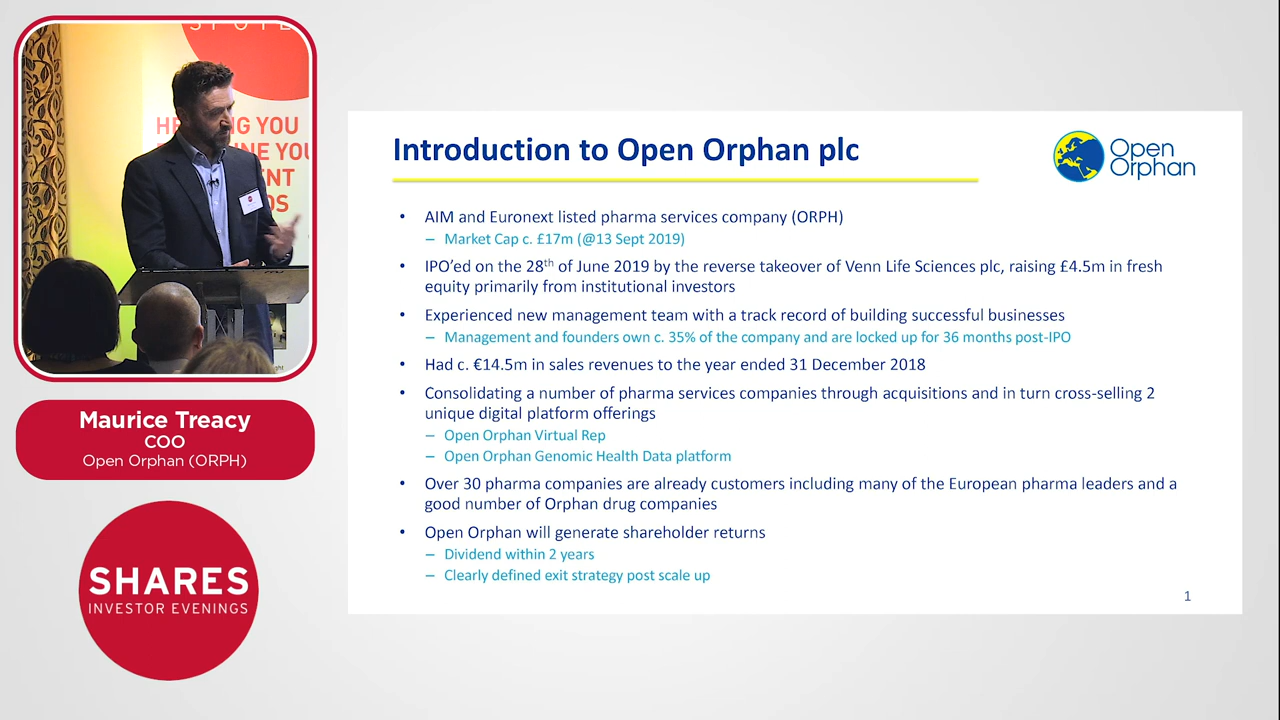 HELPING YOU
Maurice Treacy
COO
Open Orphan (ORPH)
SHARES
INVESTOR EVENINGS
Introduction to Open Orphan plc
Open
Orphan
• AIM and Euronext listed pharma services company (ORPH)
– Market Cap c. £17m (@13 Sept 2019)
• IPO'ed on the 28th of June 2019 by the reverse takeover of Venn Life Sciences plc, raising £4.5m in fresh
equity primarily from institutional investors
• Experienced new management team with a track record of building successful businesses
– Management and founders own c. 35% of the company and are locked up for 36 months post-IPO
• Had c. €14.5m in sales revenues to the year ended 31 December 2018
• Consolidating a number of pharma services companies through acquisitions and in turn cross-selling 2
unique digital platform offerings
– Open Orphan Virtual Rep
– Open Orphan Genomic Health Data platform
• Over 30 pharma companies are already customers including many of the European pharma leaders and a
good number of Orphan drug companies
• Open Orphan will generate shareholder returns
– Dividend within 2 years
– Clearly defined exit strategy post scale up
1